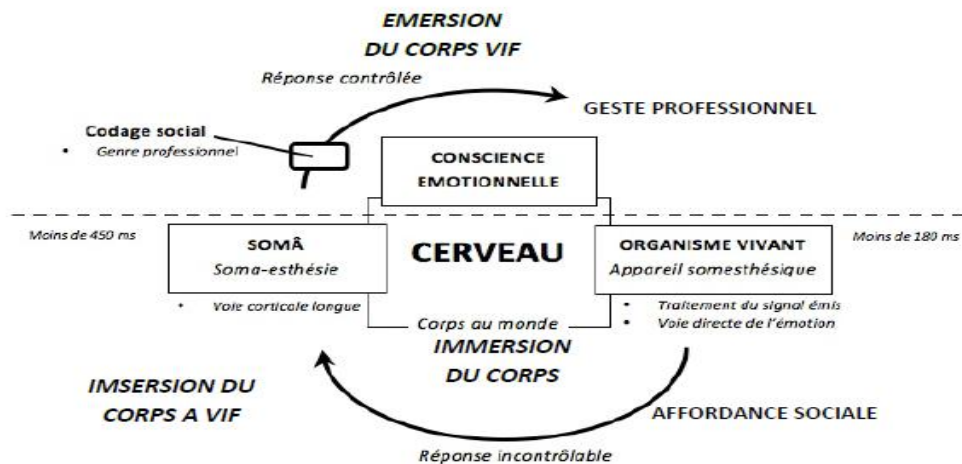 EMERSION
DU CORPS VIF
Réponse contrôlée
GESTE PROFESSIONNEL
Codage social
• Genre professionnel
CONSCIENCE
EMOTIONNELLE
Moins de 450 ms
Moins de 180 ms
SOMÂ
Soma-esthésie
CERVEAU
ORGANISME VIVANT
Appareil somesthésique
• Voie corticale longue
• Traitement du signal émis
• Voie directe de l'émotion
Corps au monde
IMMERSION
DU CORPS
IMSERSION DU
CORPS A VIF
AFFORDANCE SOCIALE
Réponse incontrôlable